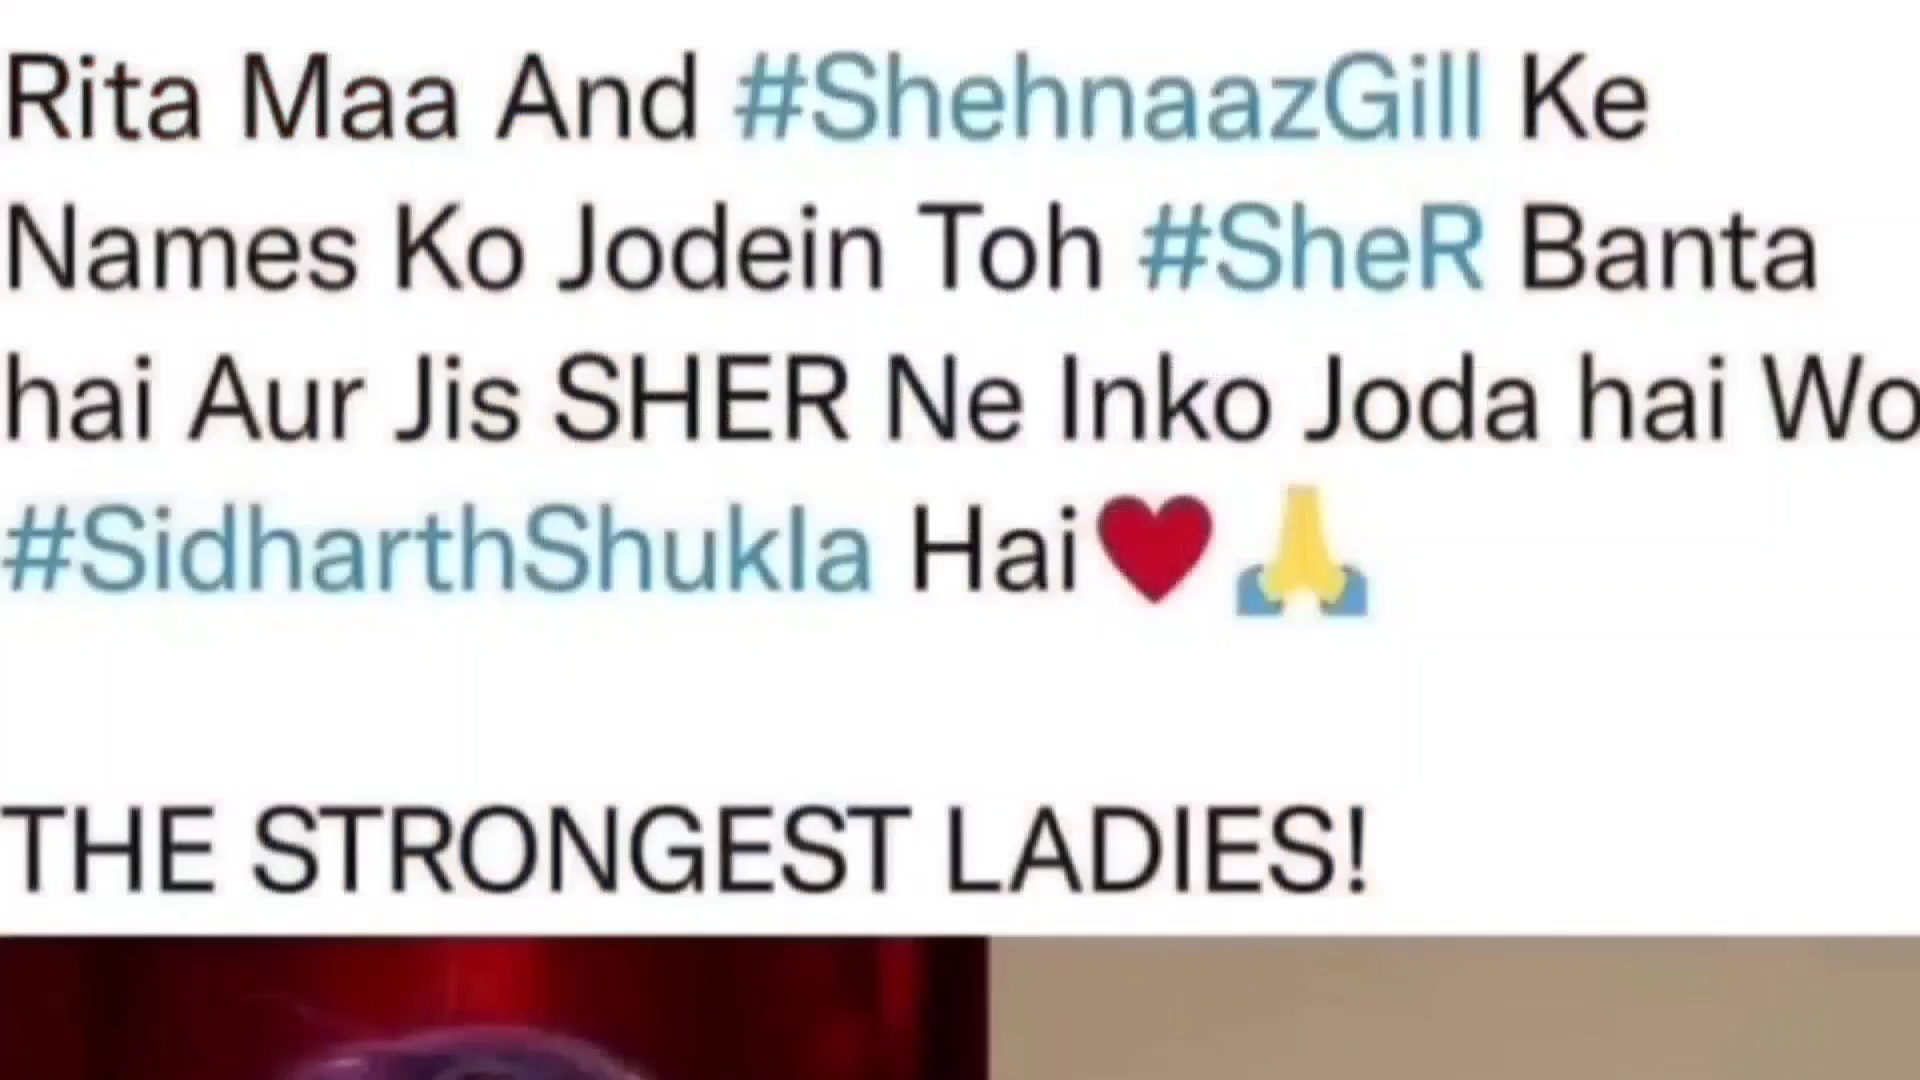 Rita Maa And #ShehnaazGill Ke
Names Ko Jodein Toh #SheR Banta
hai Aur Jis SHER Ne Inko Joda hai Wo
#SidharthShukla Hai❤️🙏
THE STRONGEST LADIES!